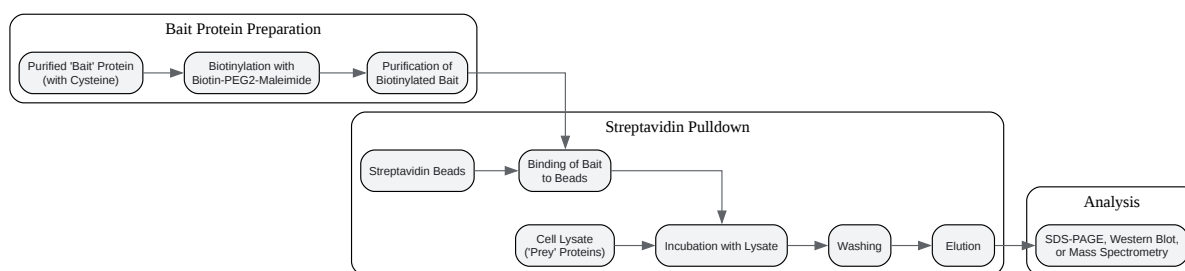 Bait Protein Preparation
Purified 'Bait' Protein
(with Cysteine)
Biotinylation with
Biotin-PEG2-Maleimide
Purification of
Biotinylated Bait
Streptavidin Pulldown
Streptavidin Beads
Binding of Bait
to Beads
Cell Lysate
('Prey' Proteins)
Incubation with Lysate
Washing
Elution
Analysis
SDS-PAGE, Western Blot,
or Mass Spectrometry